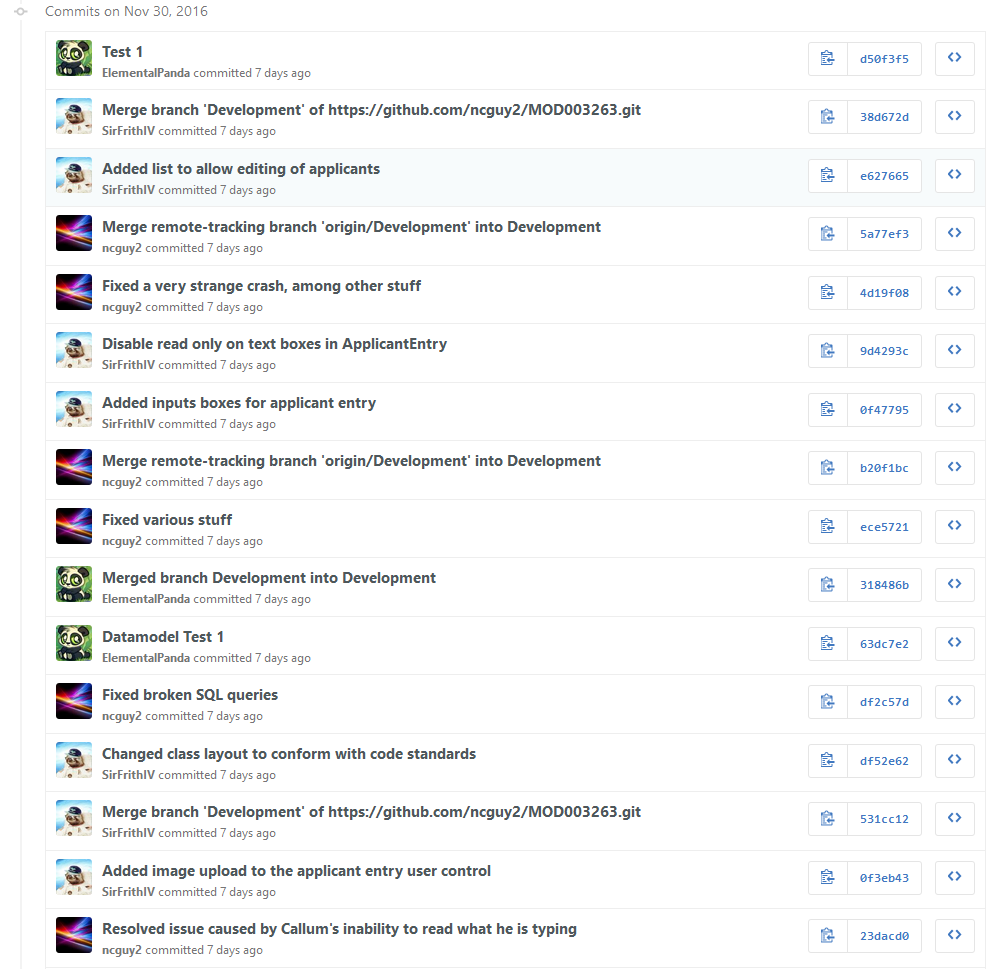 Commits on Nov 30, 2016
Test 1
ElementalPanda committed 7 days ago
d50f3f5
Merge branch 'Development' of https://github.com/ncguy2/MOD003263.git
SirFrithIV committed 7 days ago
38d672d
Added list to allow editing of applicants
SirFrithIV committed 7 days ago
e627665
Merge remote-tracking branch 'origin/Development' into Development
ncguy2 committed 7 days ago
5a77ef3
Fixed a very strange crash, among other stuff
ncguy2 committed 7 days ago
4d19f08
Disable read only on text boxes in ApplicantEntry
SirFrithIV committed 7 days ago
9d4293c
Added inputs boxes for applicant entry
SirFrithIV committed 7 days ago
0f47795
Merge remote-tracking branch 'origin/Development' into Development
ncguy2 committed 7 days ago
b20f1bc
Fixed various stuff
ncguy2 committed 7 days ago
ece5721
Merged branch Development into Development
ElementalPanda committed 7 days ago
318486b
Datamodel Test 1
ElementalPanda committed 7 days ago
63dc7e2
Fixed broken SQL queries
ncguy2 committed 7 days ago
df2c57d
Changed class layout to conform with code standards
SirFrithIV committed 7 days ago
df52e62
Merge branch 'Development' of https://github.com/ncguy2/MOD003263.git
SirFrithIV committed 7 days ago
531cc12
Added image upload to the applicant entry user control
SirFrithIV committed 7 days ago
0f3eb43
Resolved issue caused by Callum's inability to read what he is typing
ncguy2 committed 7 days ago
23dacd0